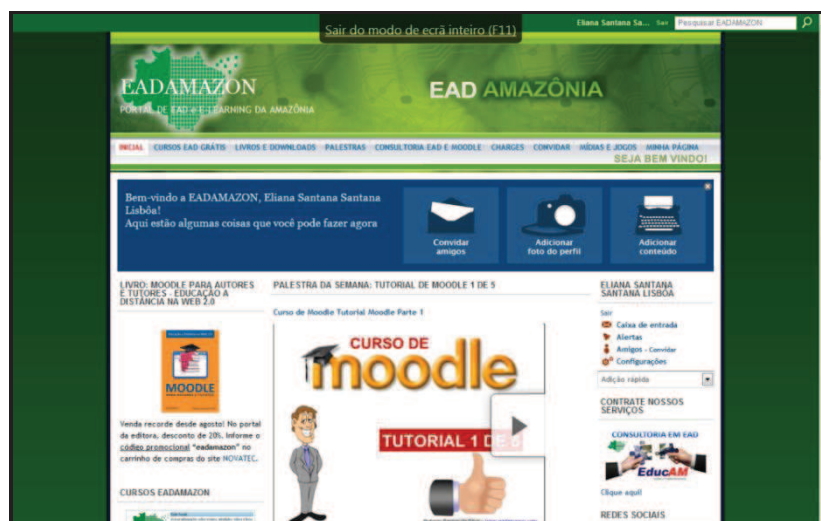 Eliana Santana Sa... Sair Pesquisar EADAMAZON
Sair do modo de ecrã inteiro (F11)
EADAMAZON
PORTAL DE EAD e E-LEARNING DA AMAZÔNIA
EAD AMAZÔNIA
INICIAL CURSOS EAD GRÁTIS LIVROS E DOWNLOADS PALESTRAS CONSULTORIA EAD E MOODLE CHARGES CONVIDAR MÍDIAS E JOGOS MINHA PÁGINA
SEJA BEM VINDO!
Bem-vindo a EADAMAZON, Eliana Santana Santana
Lisbôa!
Aqui estão algumas coisas que você pode fazer agora
Convidar
amigos
Adicionar
foto do perfil
Adicionar
conteúdo
LIVRO: MOODLE PARA AUTORES
E TUTORES - EDUCAÇÃO A
DISTÂNCIA NA WEB 2.0
MOODLE
Venda recorde desde agosto! No portal
da editora, desconto de 20%. Informe o
código promocional "eadamazon" no
carrinho de compras do site NOVATEC.
CURSOS EADAMAZON
PALESTRA DA SEMANA: TUTORIAL DE MOODLE 1 DE 5
Curso de Moodle Tutorial Moodle Parte 1
CURSO DE
moodle
TUTORIAL 1 DE
ELIANA SANTANA
SANTANA LISBÔA
Sair
Caixa de entrada
Alertas
Amigos - Convidar
Configurações
Adição rápida
CONTRATE NOSSOS
SERVIÇOS
CONSULTORIA EM EAD
EducAM
Clique aqui!
REDES SOCIAIS